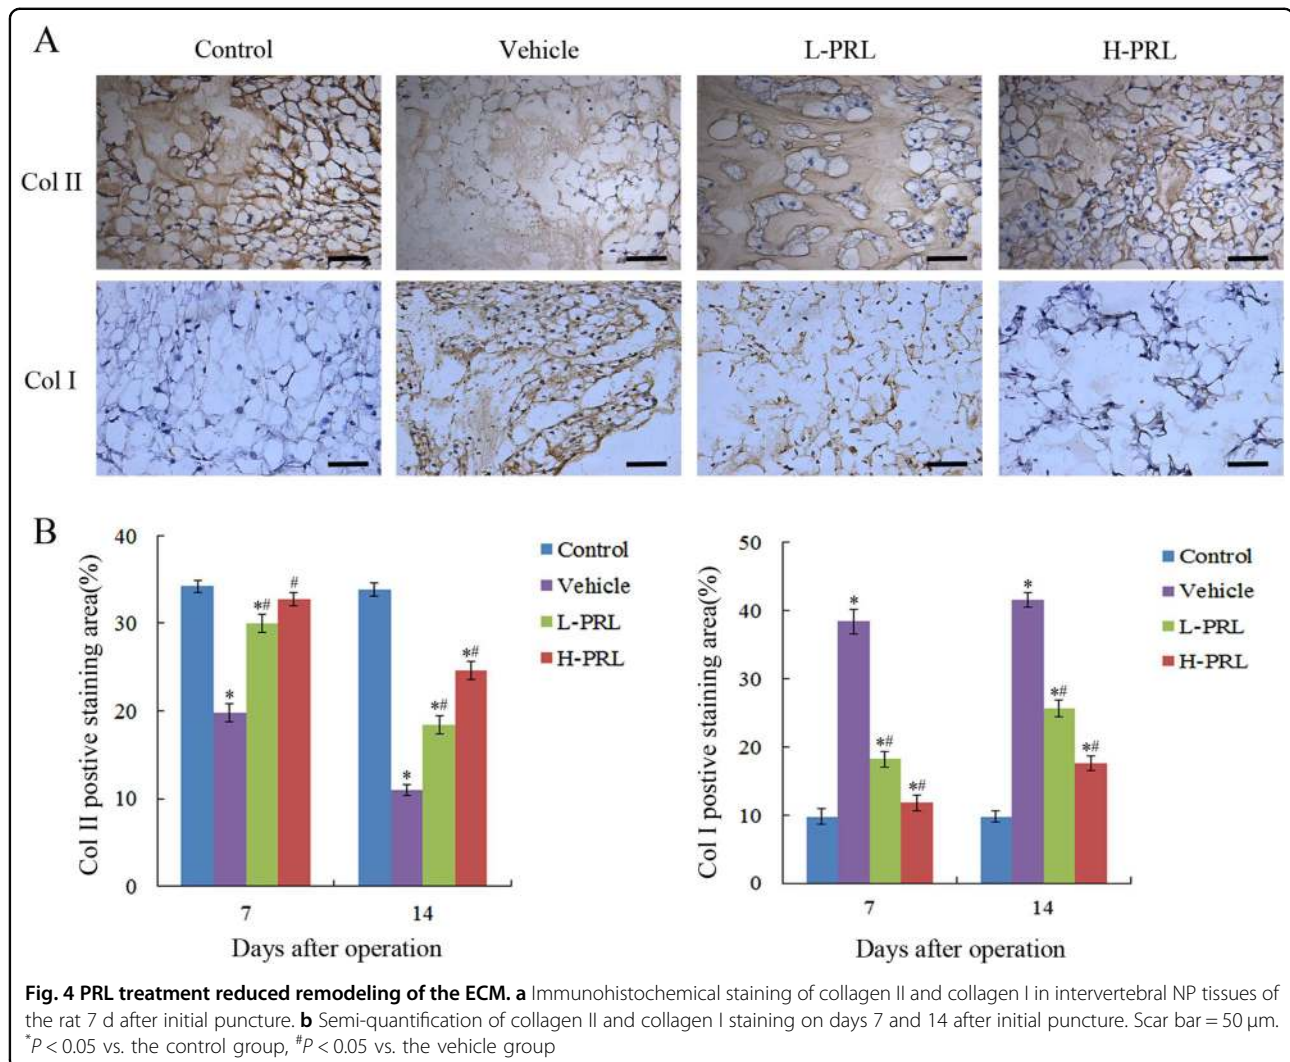 A
Control
Vehicle
L-PRL
H-PRL
Col II
Col I
B
Col II postive staining area(%)
40
30
20
10
0
*
*#
#
*
*#
*#
7
14
Days after operation
Control
Vehicle
L-PRL
H-PRL
Col I postive staining area(%)
50
40
30
20
10
0
*
*#
*#
*
*#
*#
7
14
Days after operation
Control
Vehicle
L-PRL
H-PRL
Fig. 4 PRL treatment reduced remodeling of the ECM. a Immunohistochemical staining of collagen II and collagen I in intervertebral NP tissues of
the rat 7 d after initial puncture. b Semi-quantification of collagen II and collagen I staining on days 7 and 14 after initial puncture. Scar bar = 50 μm.
*P < 0.05 vs. the control group, #P < 0.05 vs. the vehicle group